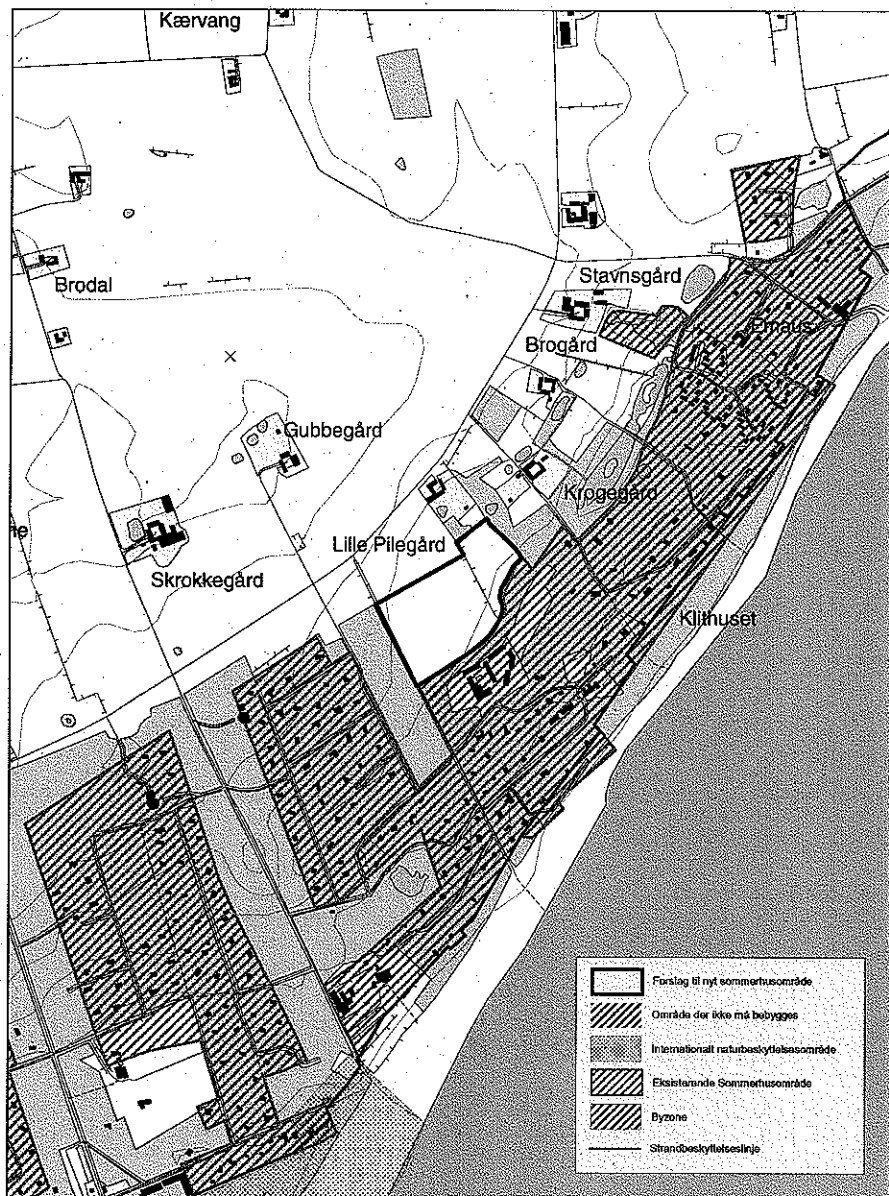 Kærvang
Brodal
Stavnsgård
Emaus
Brogård
Gubbegård
Krogegård
Lille Pilegård
Skrokkegård
Klithuset
Forslag til nyt sommerhusområde
Område der ikke må bebygges
Internationalt naturbeskyttelsesområde
Eksisterende Sommerhusområde
Byzone
Strandbeskyttelseslinje